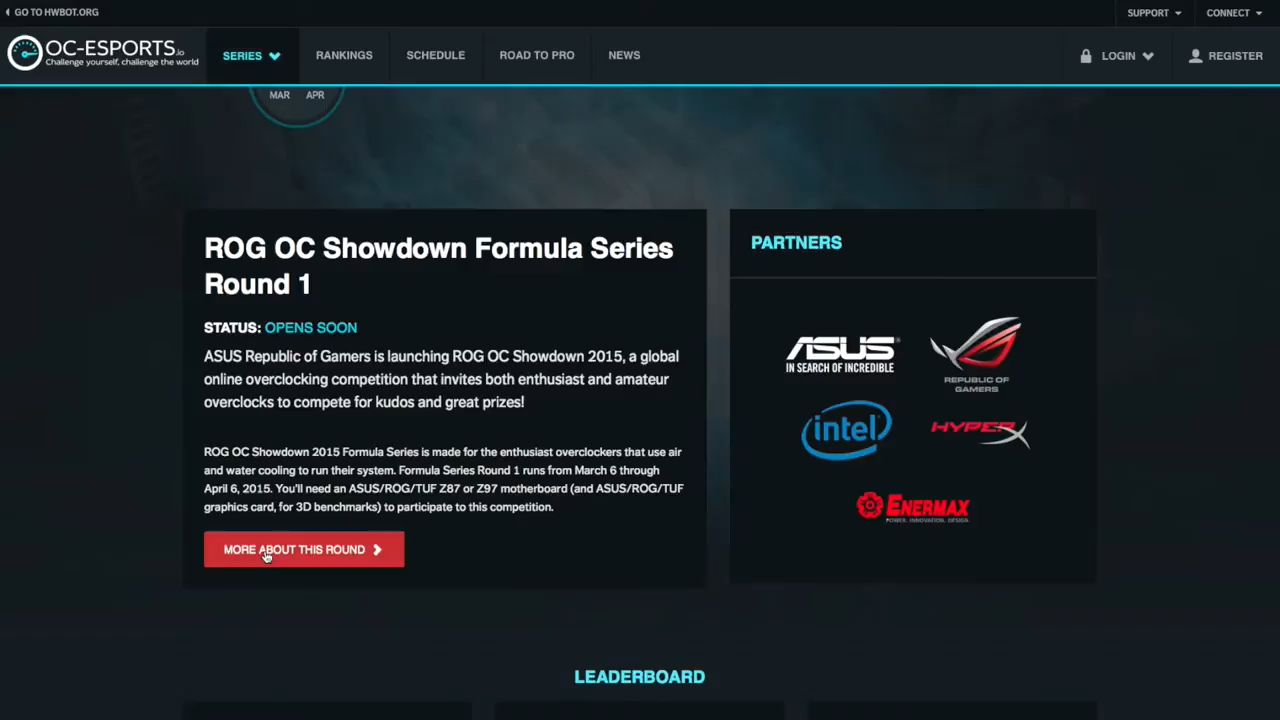 GO TO HWBOT.ORG
SUPPORT
CONNECT
OC-ESPORTS.io
Challenge yourself, challenge the world
SERIES
RANKINGS
SCHEDULE
ROAD TO PRO
NEWS
LOGIN
REGISTER
MAR APR
ROG OC Showdown Formula Series
Round 1
STATUS: OPENS SOON
ASUS Republic of Gamers is launching ROG OC Showdown 2015, a global
online overclocking competition that invites both enthusiast and amateur
overclocks to compete for kudos and great prizes!
ROG OC Showdown 2015 Formula Series is made for the enthusiast overclockers that use air
and water cooling to run their system. Formula Series Round 1 runs from March 6 through
April 6, 2015. You'll need an ASUS/ROG/TUF Z87 or Z97 motherboard (and ASUS/ROG/TUF
graphics card, for 3D benchmarks) to participate to this competition.
MORE ABOUT THIS ROUND
PARTNERS
ASUS
IN SEARCH OF INCREDIBLE
REPUBLIC OF
GAMERS
intel
HYPERX
ENERMAX
POWER. INNOVATION. DESIGN.
LEADERBOARD